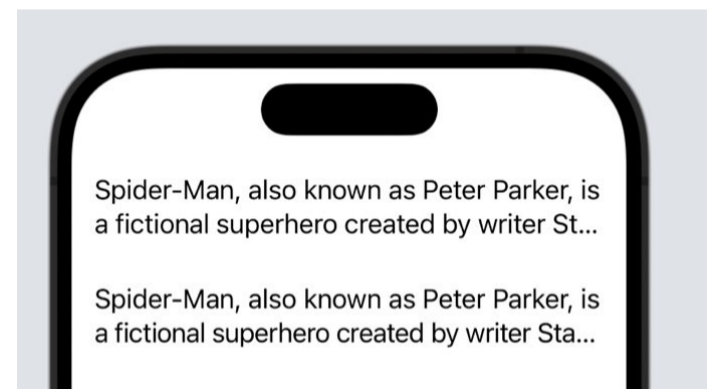 Spider-Man, also known as Peter Parker, is
a fictional superhero created by writer St...
Spider-Man, also known as Peter Parker, is
a fictional superhero created by writer Sta...